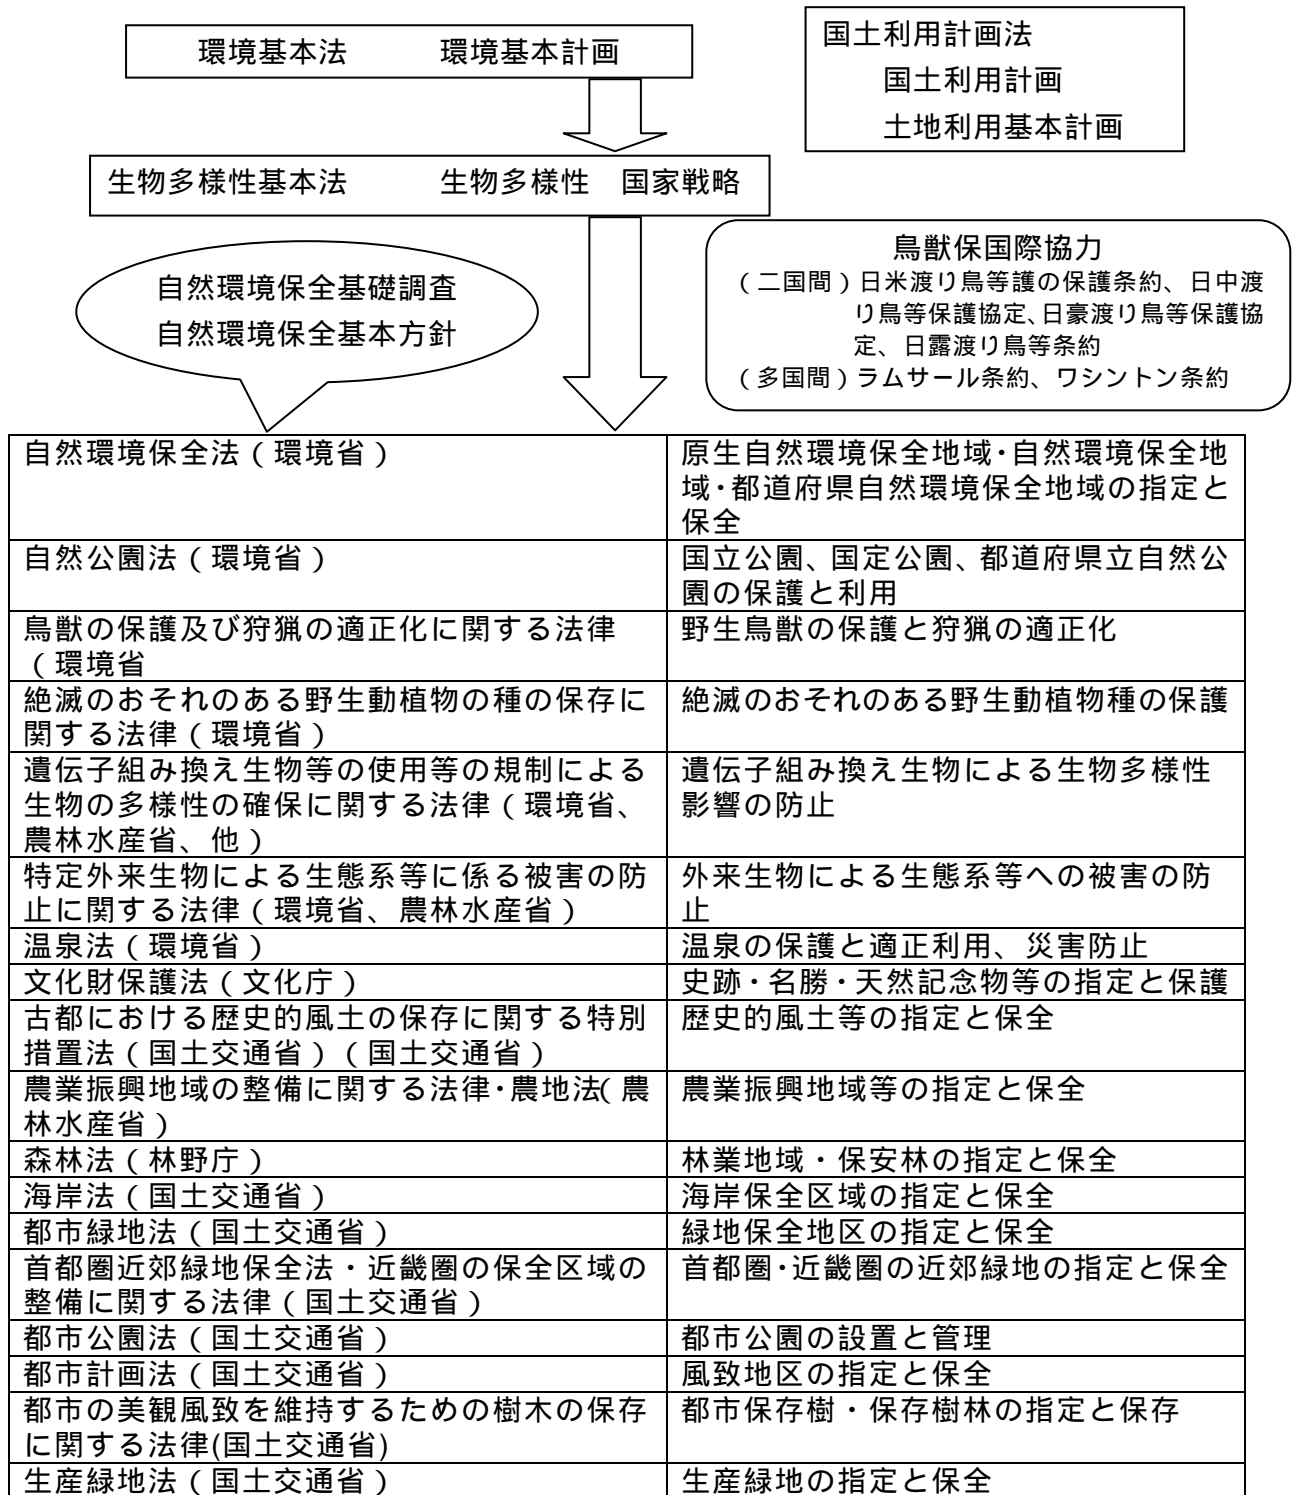 環境基本法　環境基本計画
国土利用計画法
国土利用計画
土地利用基本計画
生物多様性基本法　生物多様性　国家戦略
自然環境保全基礎調査
自然環境保全基本方針
鳥獣保国際協力
（二国間）日米渡り鳥等護の保護条約、日中渡
り鳥等保護協定、日豪渡り鳥等保護協
定、日露渡り鳥等条約
（多国間）ラムサール条約、ワシントン条約
自然環境保全法（環境省）
原生自然環境保全地域・自然環境保全地
域・都道府県自然環境保全地域の指定と
保全
自然公園法（環境省）
国立公園、国定公園、都道府県立自然公
園の保護と利用
鳥獣の保護及び狩猟の適正化に関する法律
（環境省
野生鳥獣の保護と狩猟の適正化
絶滅のおそれのある野生動植物の種の保存に
関する法律（環境省）
絶滅のおそれのある野生動植物種の保護
遺伝子組み換え生物等の使用等の規制による
生物の多様性の確保に関する法律（環境省、
農林水産省、他）
遺伝子組み換え生物による生物多様性
影響の防止
特定外来生物による生態系等に係る被害の防
止に関する法律（環境省、農林水産省）
外来生物による生態系等への被害の防
止
温泉法（環境省）
温泉の保護と適正利用、災害防止
文化財保護法（文化庁）
史跡・名勝・天然記念物等の指定と保護
古都における歴史的風土の保存に関する特別
措置法（国土交通省）（国土交通省）
歴史的風土等の指定と保全
農業振興地域の整備に関する法律・農地法（農
林水産省）
農業振興地域等の指定と保全
森林法（林野庁）
林業地域・保安林の指定と保全
海岸法（国土交通省）
海岸保全区域の指定と保全
都市緑地法（国土交通省）
緑地保全地区の指定と保全
首都圏近郊緑地保全法・近畿圏の保全区域の
整備に関する法律（国土交通省）
首都圏・近畿圏の近郊緑地の指定と保全
都市公園法（国土交通省）
都市公園の設置と管理
都市計画法（国土交通省）
風致地区の指定と保全
都市の美観風致を維持するための樹木の保存
に関する法律(国土交通省)
都市保存樹・保存樹林の指定と保存
生産緑地法（国土交通省）
生産緑地の指定と保全